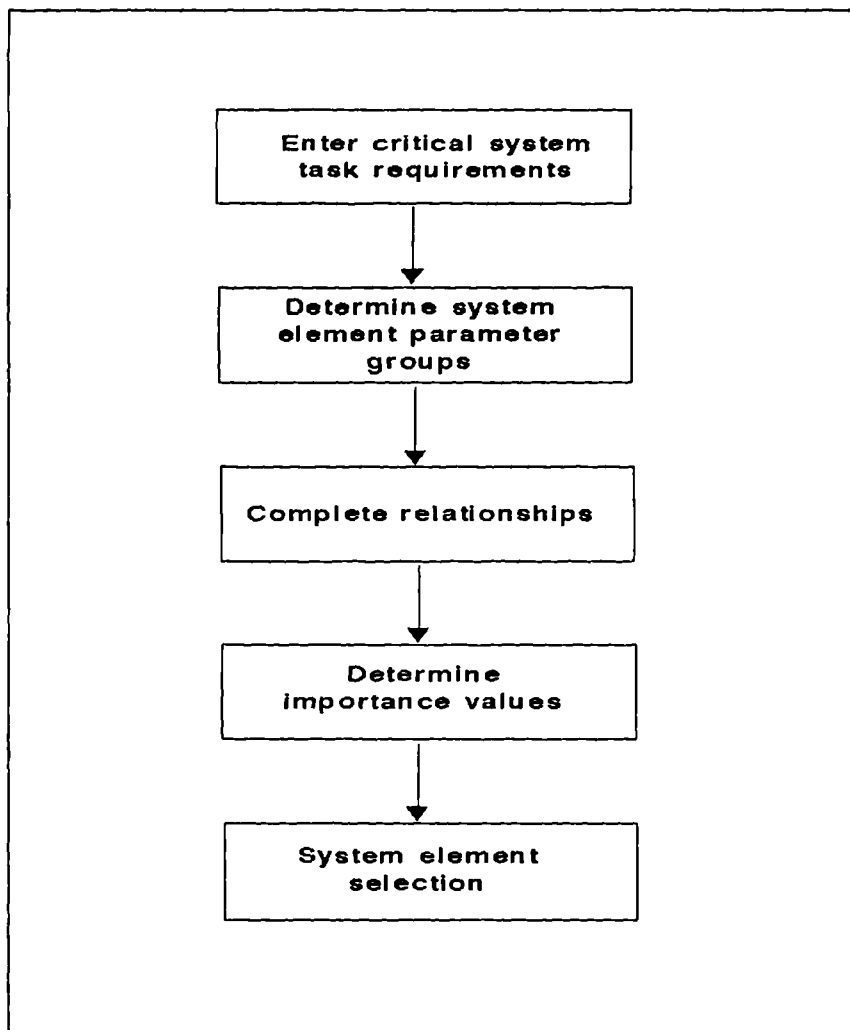 Enter critical system
task requirements
Determine system
element parameter
groups
Complete relationships
Determine
importance values
System element
selection